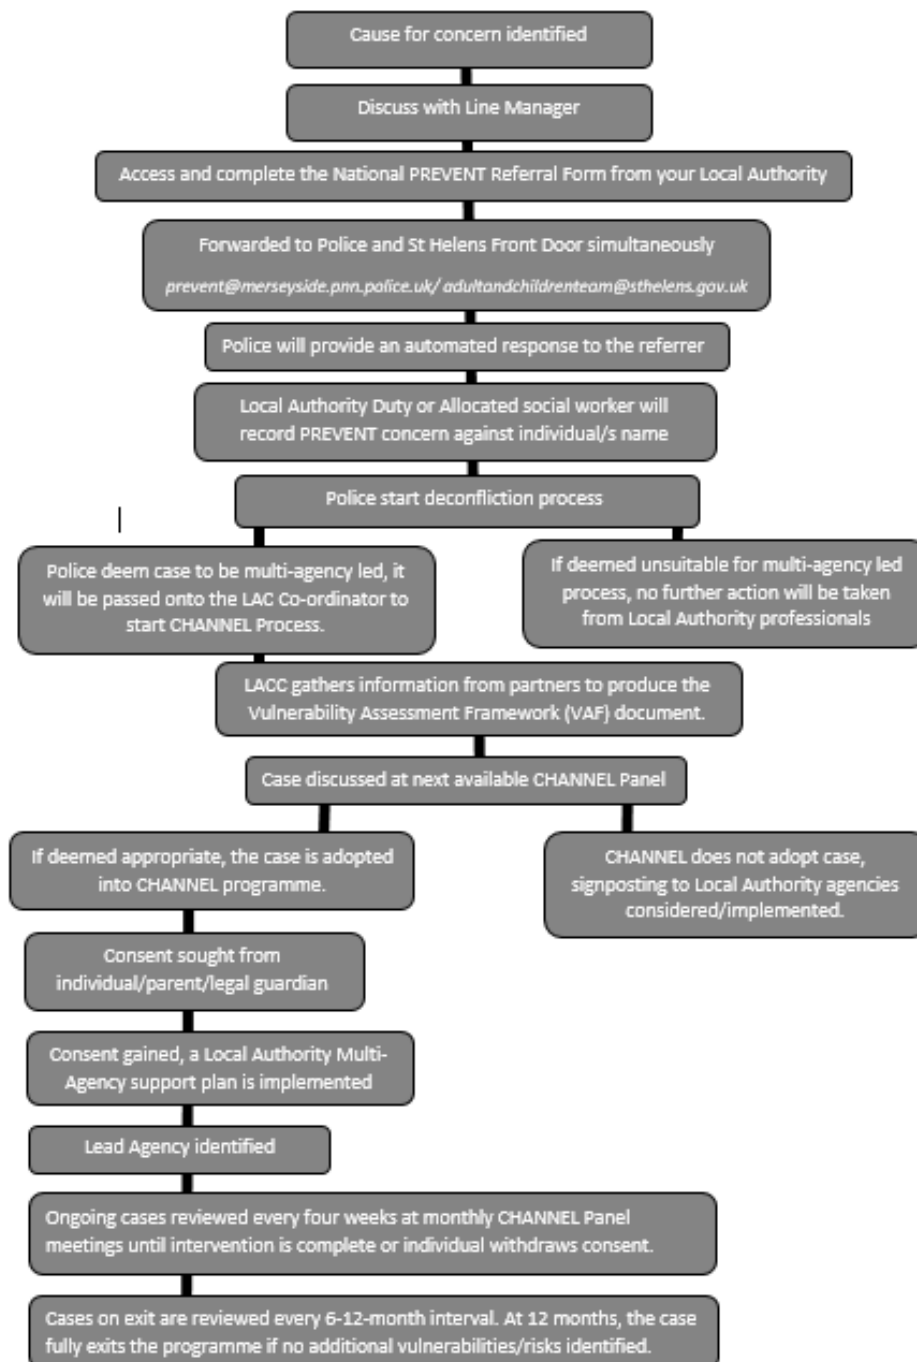 Cause for concern identified
Discuss with Line Manager
Access and complete the National PREVENT Referral Form from your Local Authority
Forwarded to Police and St Helens Front Door simultaneously
prevent@merseyside.pnn.police.uk/ adultandchildrenteam@sthelens.gov.uk
Police will provide an automated response to the referrer
Local Authority Duty or Allocated social worker will
record PREVENT concern against individual/s name
Police start deconfliction process
Police deem case to be multi-agency led, it
will be passed onto the LAC Co-ordinator to
start CHANNEL Process.
If deemed unsuitable for multi-agency led
process, no further action will be taken
from Local Authority professionals
LACC gathers information from partners to produce the
Vulnerability Assessment Framework (VAF) document.
Case discussed at next available CHANNEL Panel
If deemed appropriate, the case is adopted
into CHANNEL programme.
CHANNEL does not adopt case,
signposting to Local Authority agencies
considered/implemented.
Consent sought from
individual/parent/legal guardian
Consent gained, a Local Authority Multi-
Agency support plan is implemented
Lead Agency identified
Ongoing cases reviewed every four weeks at monthly CHANNEL Panel
meetings until intervention is complete or individual withdraws consent.
Cases on exit are reviewed every 6-12-month interval. At 12 months, the case
fully exits the programme if no additional vulnerabilities/risks identified.